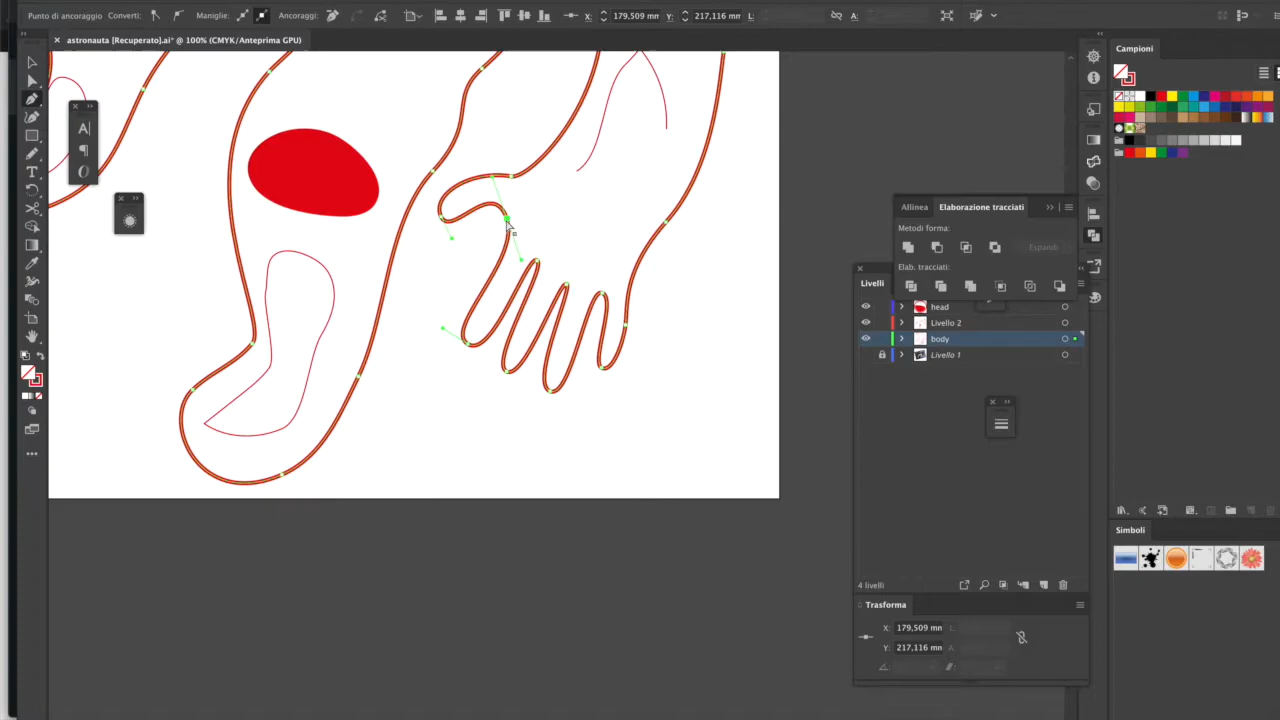 Punto di ancoraggio Converti: Maniglie: Ancoraggi: X: 179,509 mm Y: 217,116 mm L: A:
astronauta [Recuperato].ai* @ 100% (CMYK/Anteprima GPU)
Campioni
Allinea Elaborazione tracciati
Metodi forma:
Espandi
Elab. tracciati:
Livelli
head
Livello 2
body
Livello 1
4 livelli
Simboli
Trasforma
X: 179,509 mm L:
Y: 217,116 mm A: